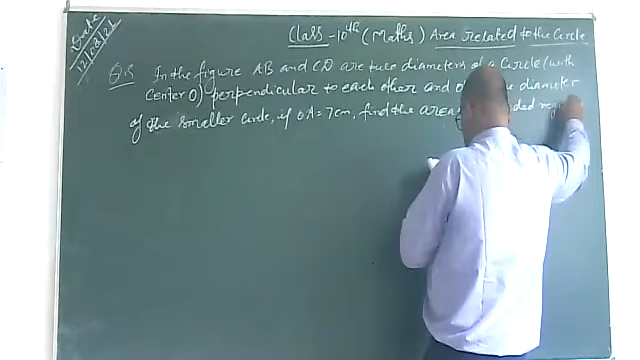 Date
12/02/21
Class - 10th (Maths) Area related to the Circle
Q.5 In the figure AB and CD are two diameters of a Circle (with
Center O) perpendicular to each other and diameter
of the smaller circle, if OA = 7cm, find the area